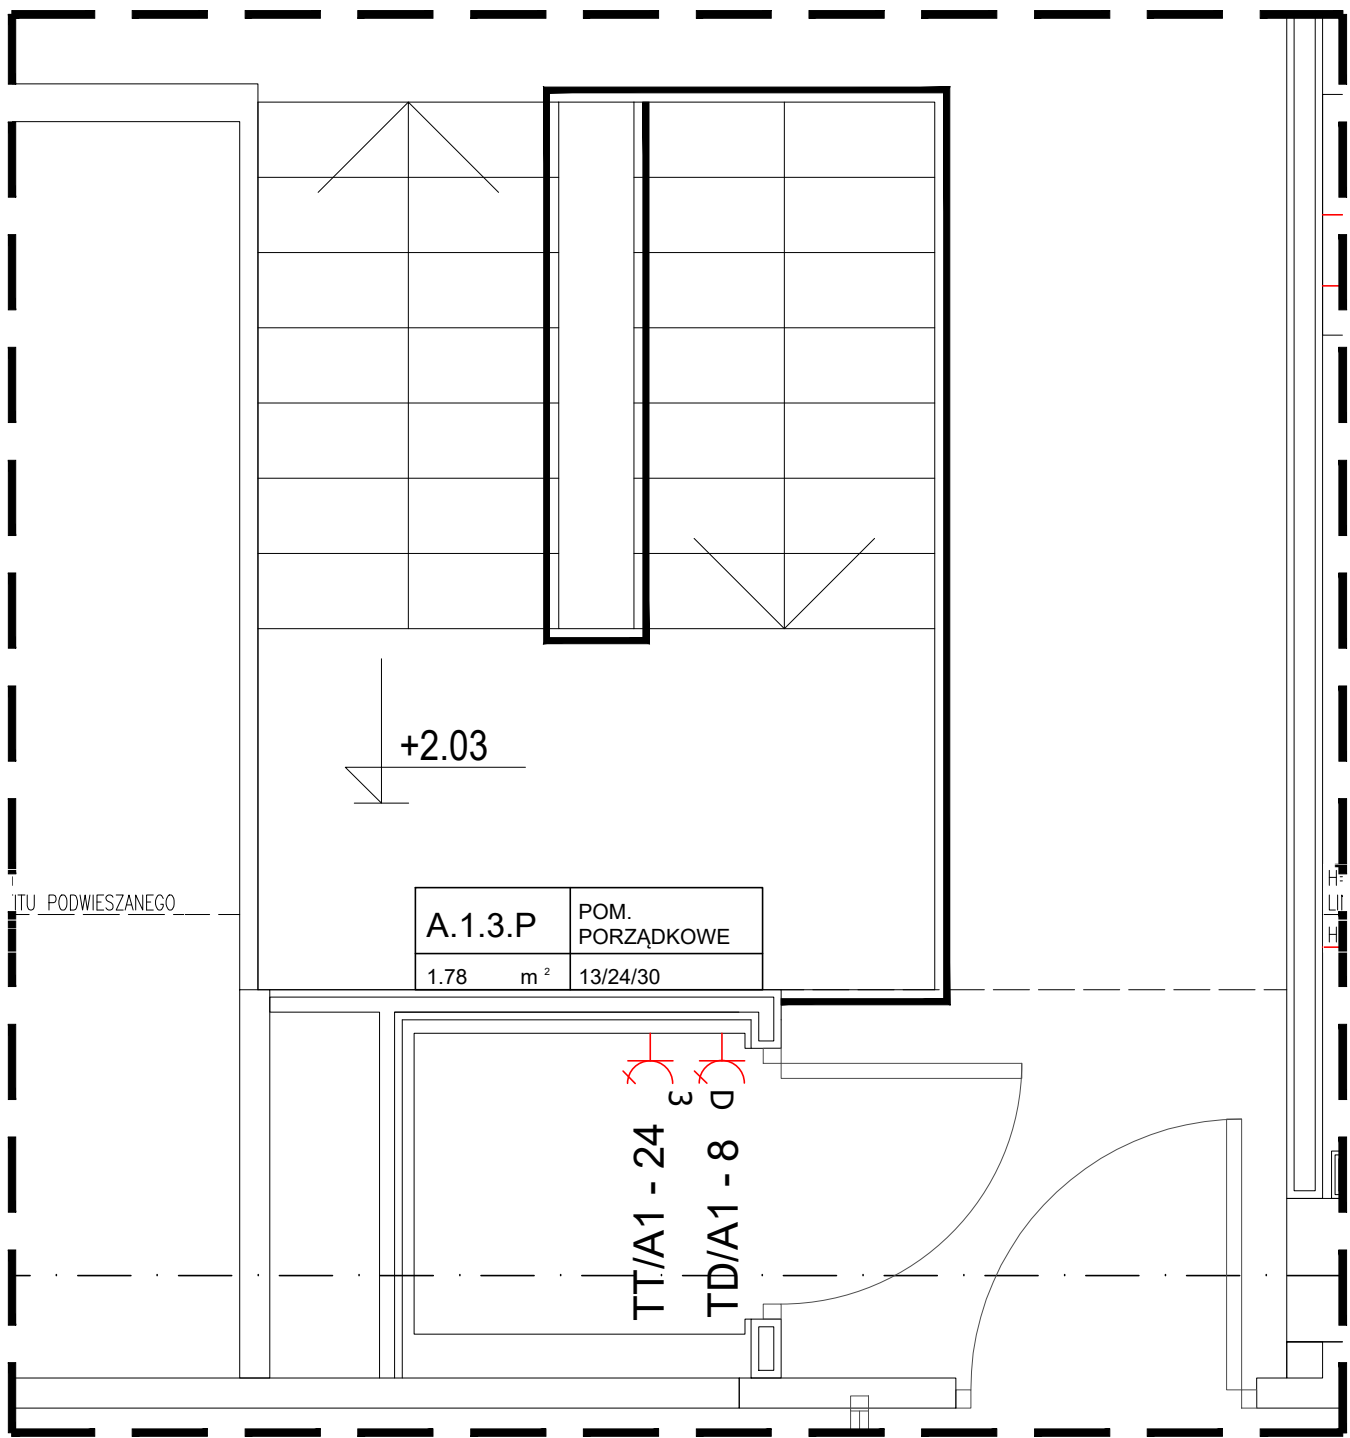 +2.03
ITU PODWIESZANEGO
A.1.3.P
POM.
PORZĄDKOWE
1.78 m²
13/24/30
H
LI
H
3
D
TT/A1 - 24
TD/A1 - 8